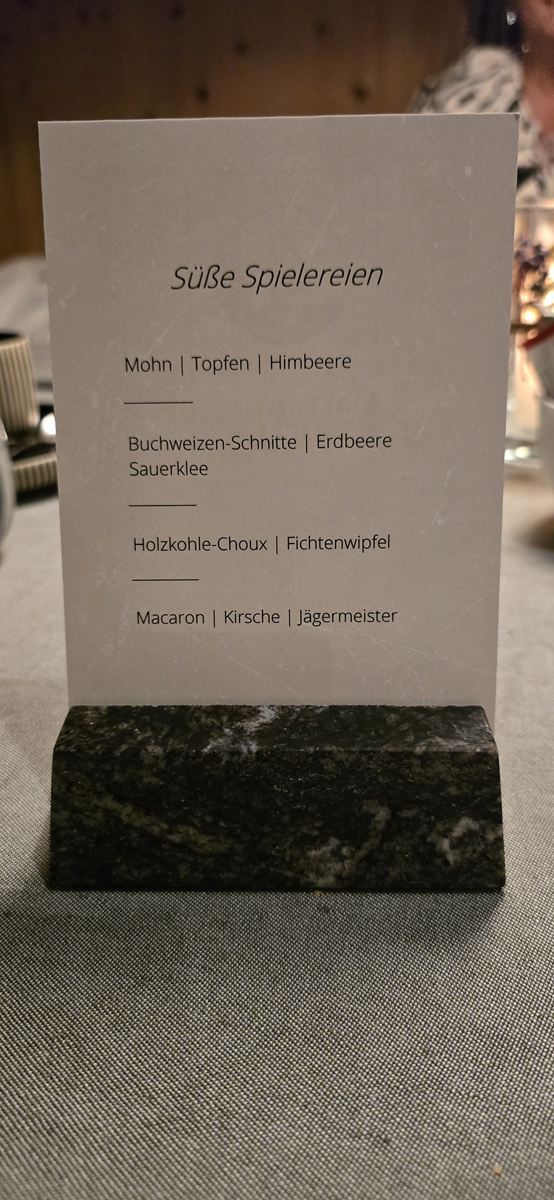 Süße Spielereien
Mohn | Topfen | Himbeere
Buchweizen-Schnitte | Erdbeere
Sauerklee
Holzkohle-Choux | Fichtenwipfel
Macaron | Kirsche | Jägermeister